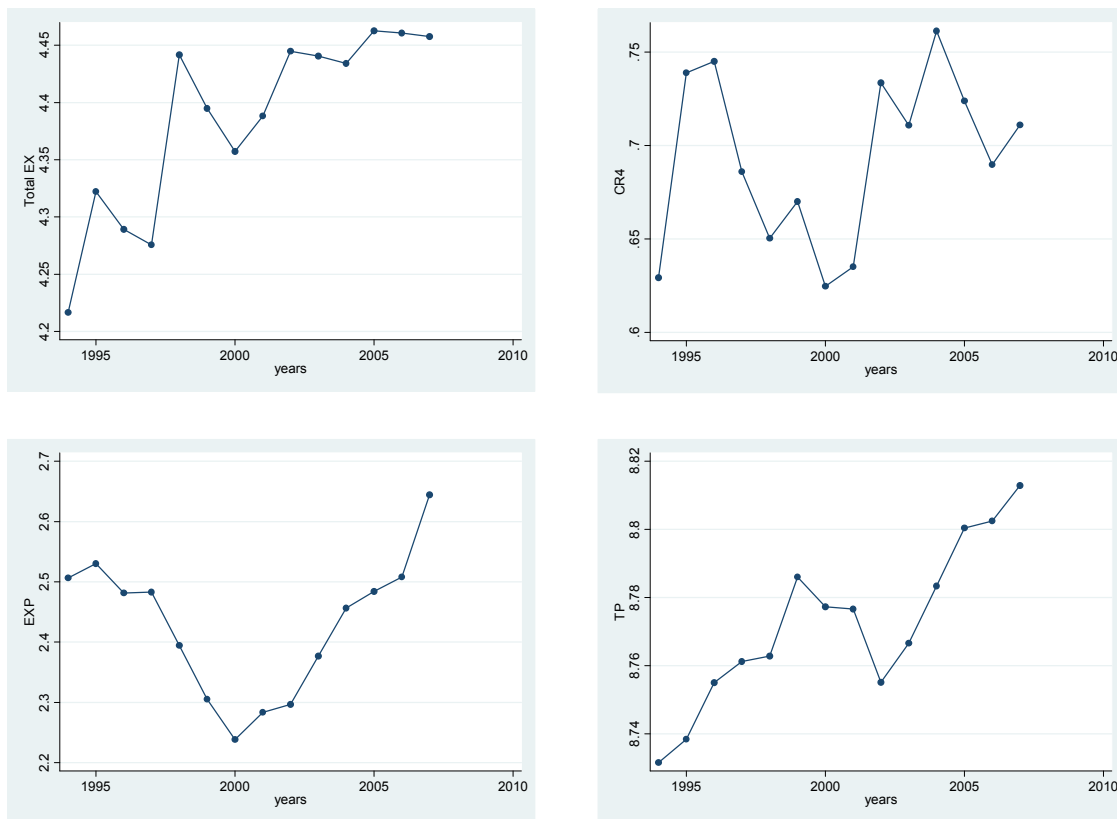 4.2 4.25 4.3 4.35 4.4 4.45
Total EX
1995 2000 2005 2010
years
.6 .65 .7 .75
CR4
1995 2000 2005 2010
years
2.2 2.3 2.4 2.5 2.6 2.7
EXP
1995 2000 2005 2010
years
8.74 8.76 8.78 8.8 8.82
TP
1995 2000 2005 2010
years